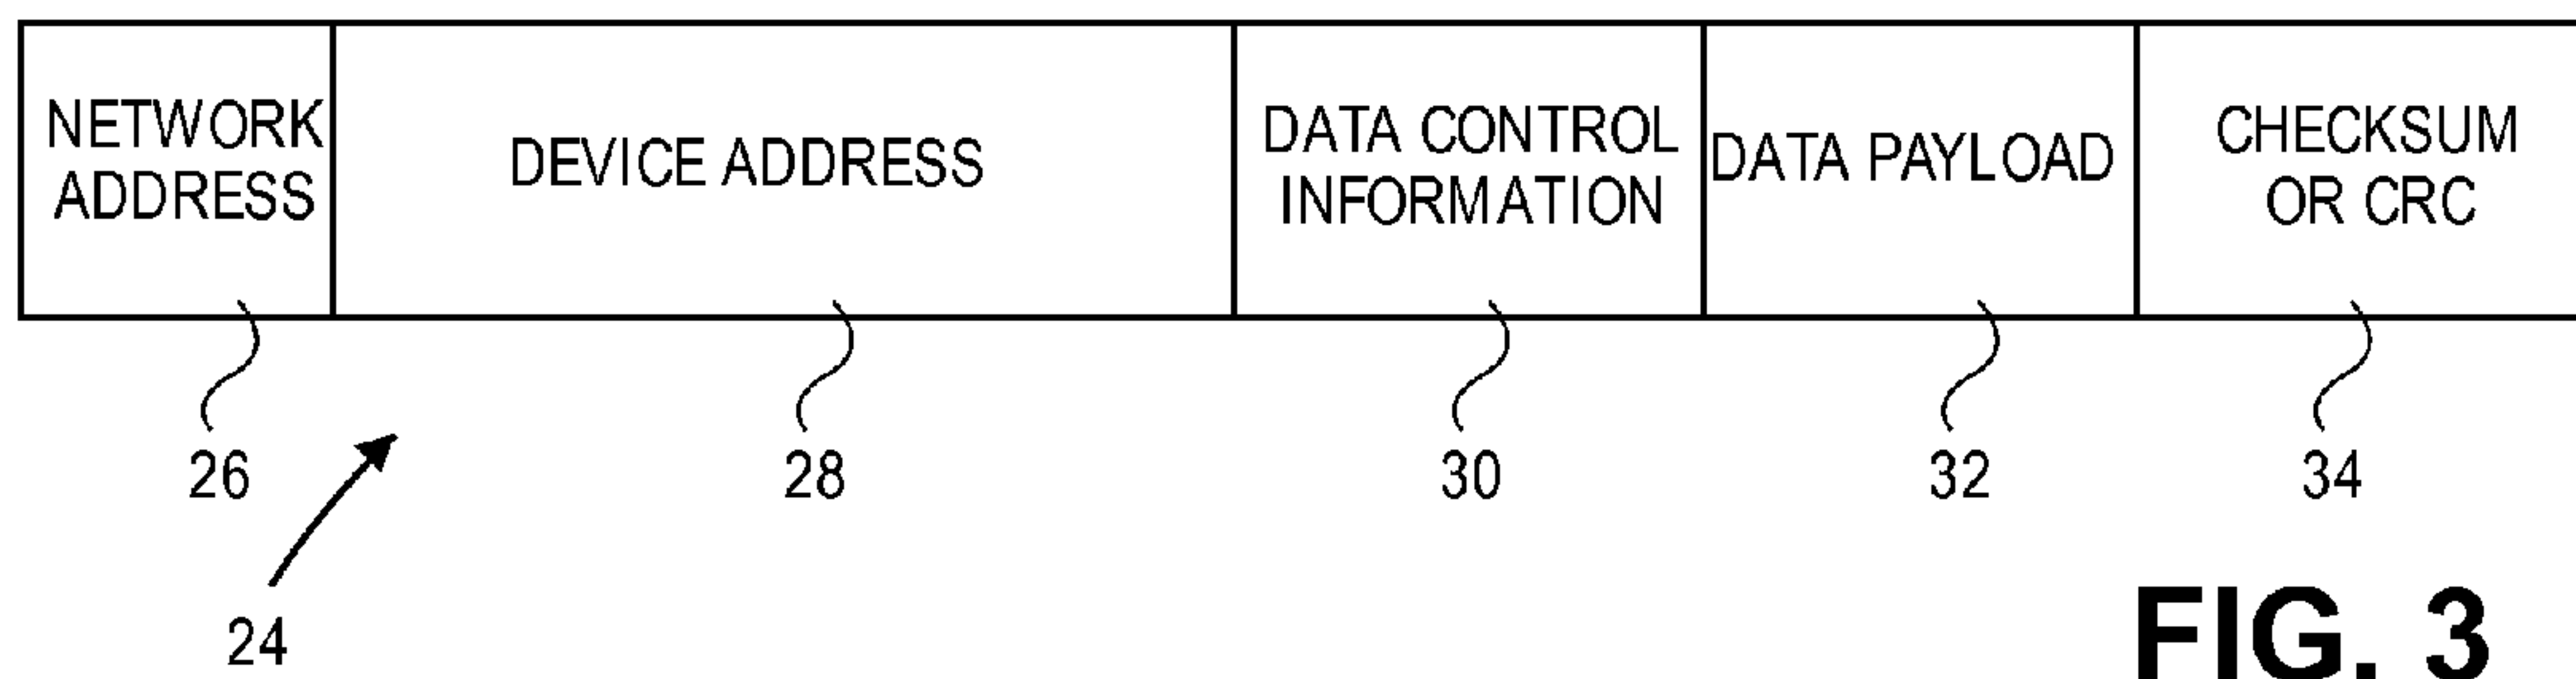 NETWORK
ADDRESS
DEVICE ADDRESS
DATA CONTROL
INFORMATION
DATA PAYLOAD
CHECKSUM
OR CRC
26
28
30
32
34
24
FIG. 3